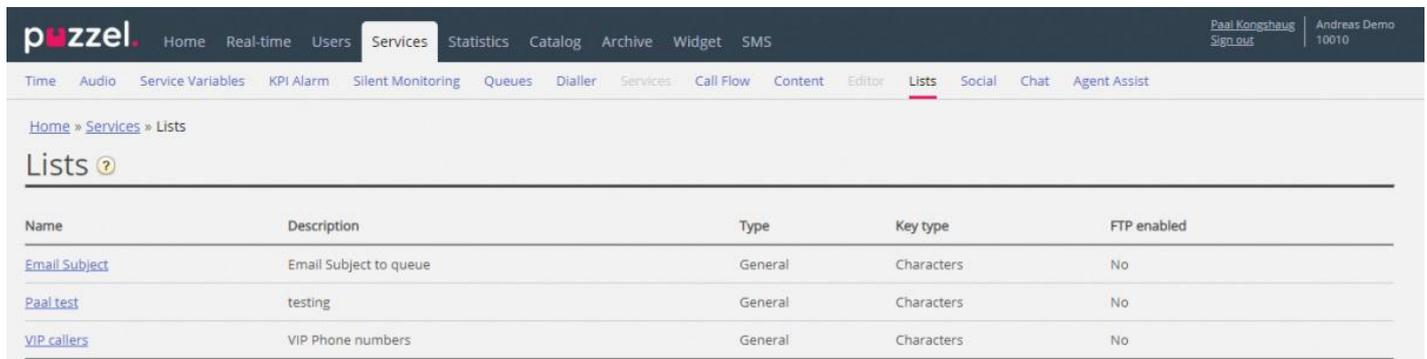 puzzel. Home Real-time Users Services Statistics Catalog Archive Widget SMS Paal Kongshaug Andreas Demo
Sign out 10010
Time Audio Service Variables KPI Alarm Silent Monitoring Queues Dialler Services Call Flow Content Editor Lists Social Chat Agent Assist
Home » Services » Lists
Lists ?
Name Description Type Key type FTP enabled
Email Subject Email Subject to queue General Characters No
Paal test testing General Characters No
VIP callers VIP Phone numbers General Characters No